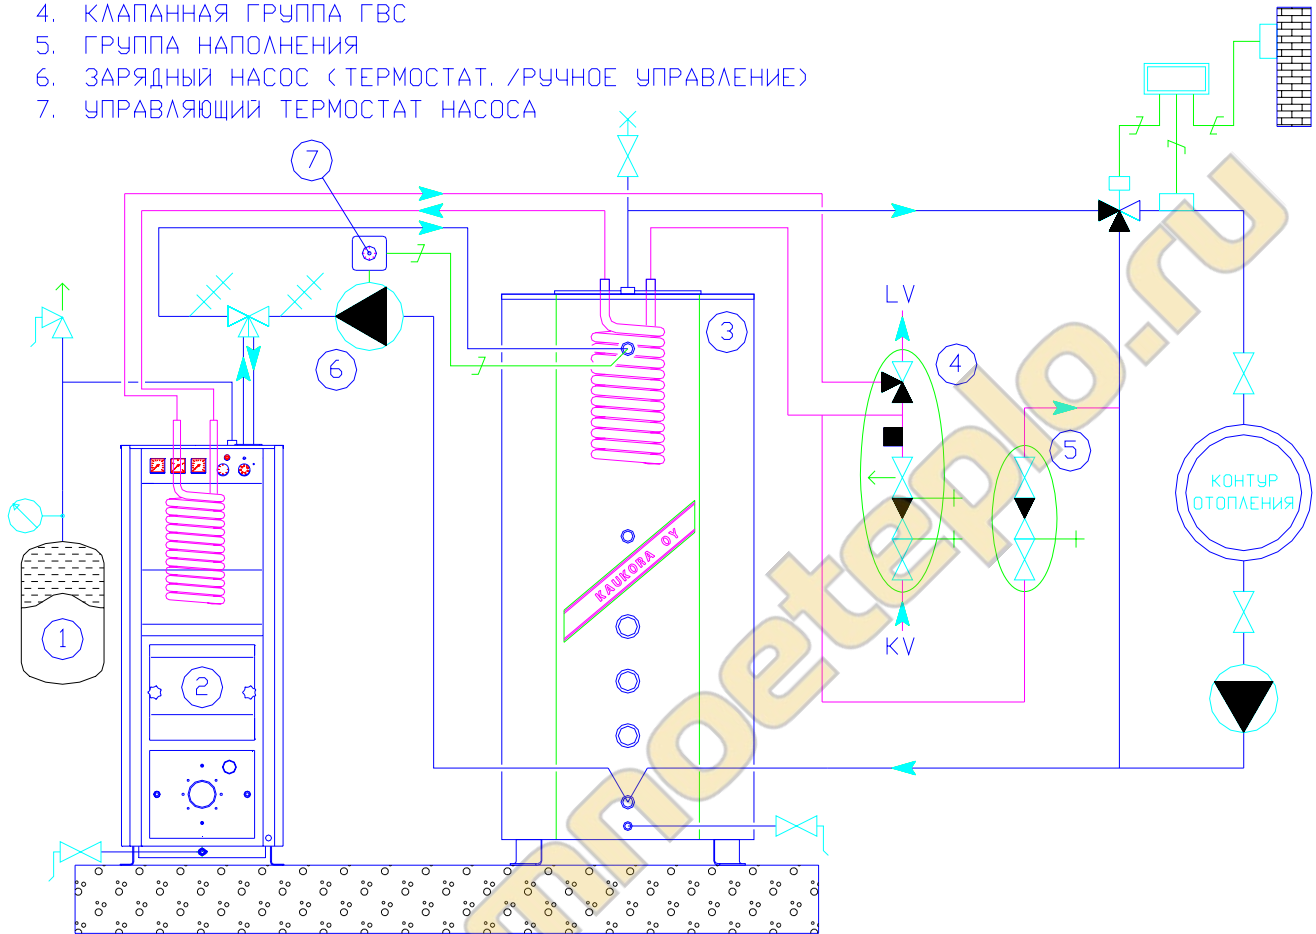 4. КЛАПАННАЯ ГРУППА ГВС
5. ГРУППА НАПОЛНЕНИЯ
6. ЗАРЯДНЫЙ НАСОС (ТЕРМОСТАТ./РУЧНОЕ УПРАВЛЕНИЕ)
7. УПРАВЛЯЮЩИЙ ТЕРМОСТАТ НАСОСА
7
LV
3
4
6
5
КОНТУР
ОТОПЛЕНИЯ
KAUKORA OY
1
KV
2
mnoeteplo.ru